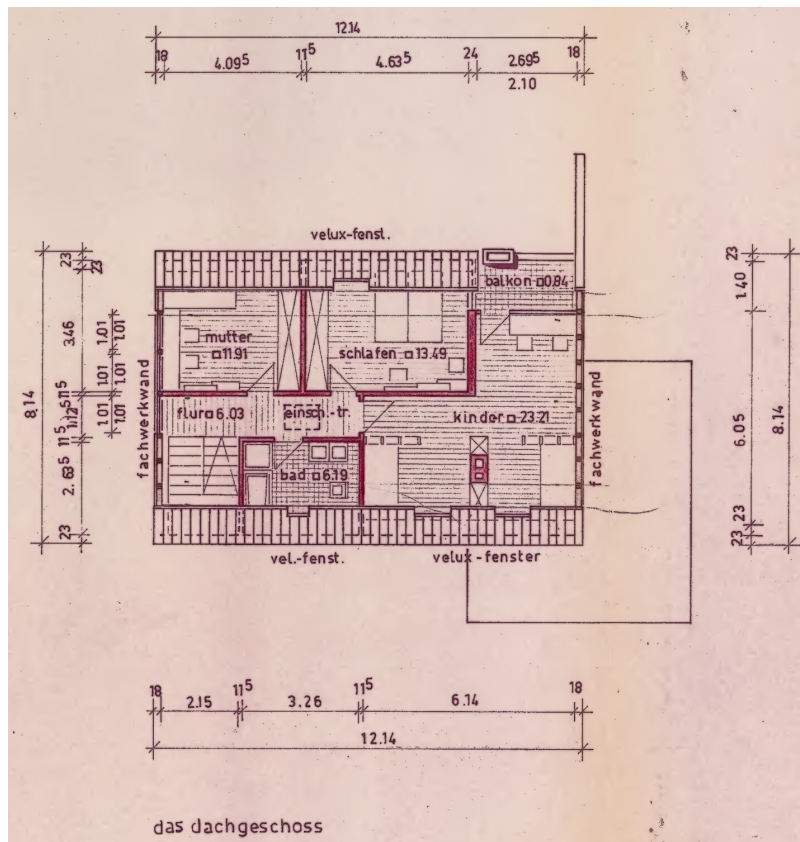 12.14
18 4.09⁵ 11⁵ 4.63⁵ 24 2.69⁵ 18
2.10
velux-fenst.
23
23
3.46
1.01 1.01
1.01 1.01
1.01 1.01
11⁵
1.12⁵
11⁵
2.63⁵
23
8.14
fachwerkwand
balkon □0.84
mutter
□11.91
schlafen □13.49
flur□6.03 einsch.-tr.
kinder□23.21
bad □6.19
fachwerkwand
23
1.40
6.05
23
23
8.14
vel.-fenst. velux-fenster
18 2.15 11⁵ 3.26 11⁵ 6.14 18
12.14
das dachgeschoss